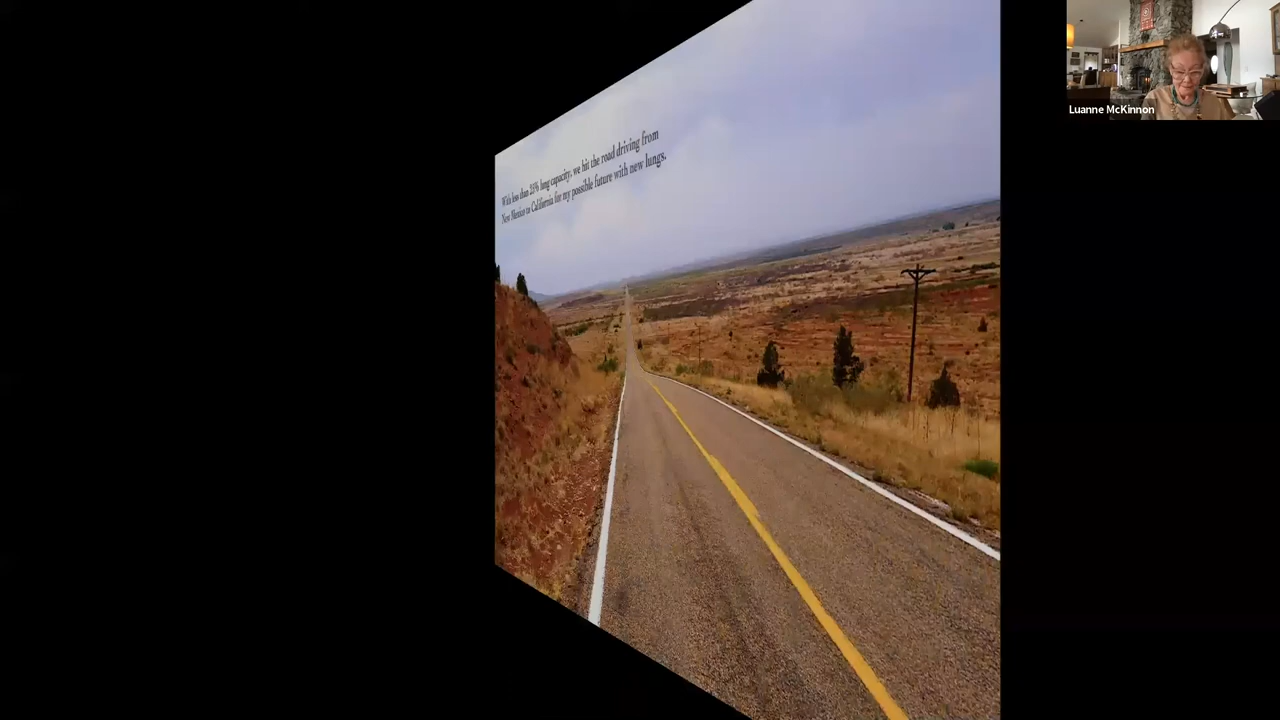 With less than 25% lung capacity, we hit the road driving from
New Mexico to California for my possible future with new lungs.
Luanne McKinnon